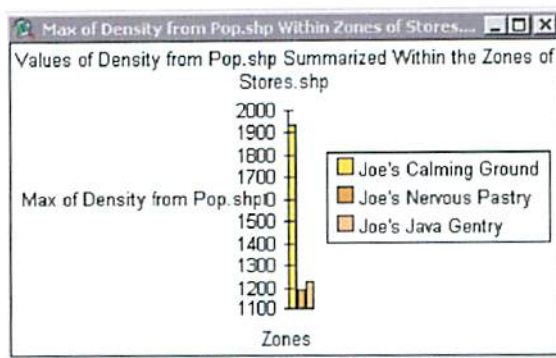 Max of Density from Pop.shp Within Zones of Stores....
Values of Density from Pop.shp Summarized Within the Zones of
Stores.shp
2000
1900
1800
1700
Max of Density from Pop.shp
1500
1400
1300
1200
1100
Joe's Calming Ground
Joe's Nervous Pastry
Joe's Java Gentry
Zones